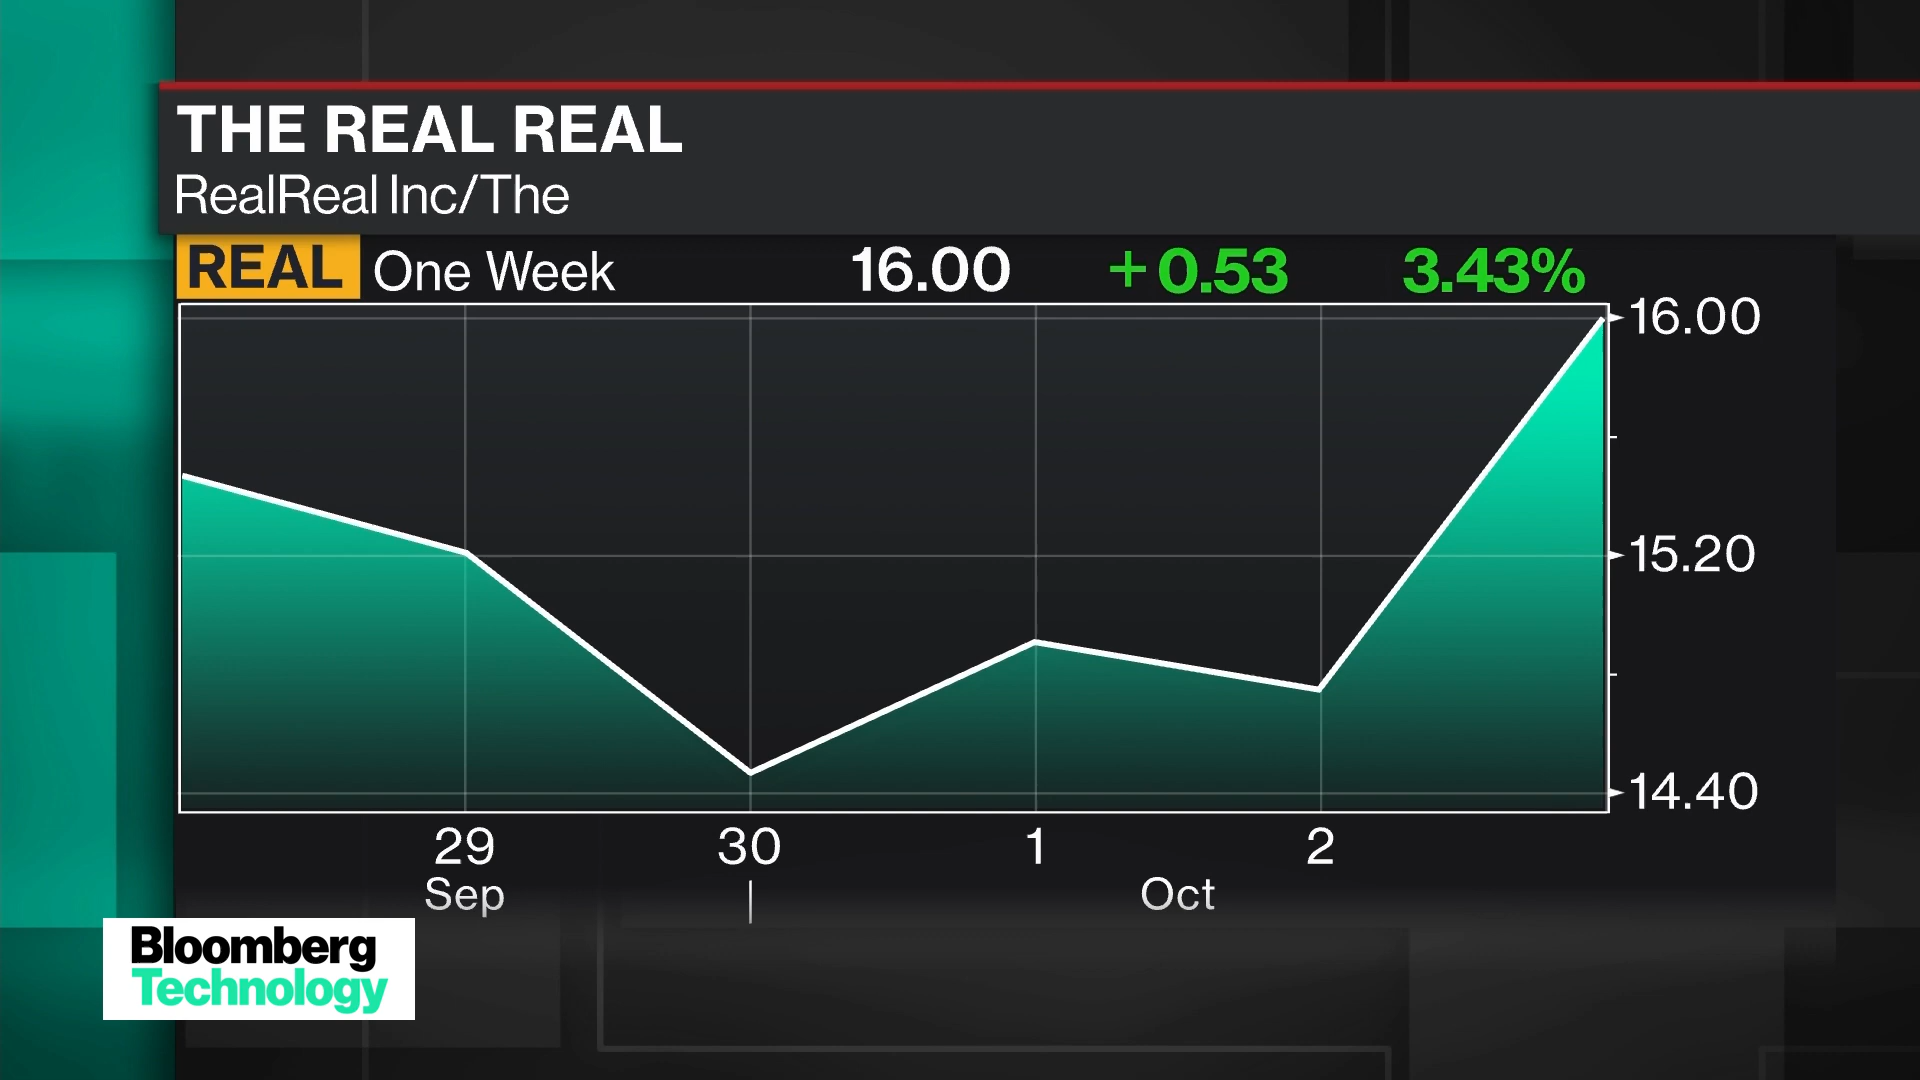 THE REAL REAL
RealReal Inc/The
REAL One Week 16.00 +0.53 3.43%
16.00
15.20
14.40
29 30 1 2
Sep | Oct
Bloomberg
Technology